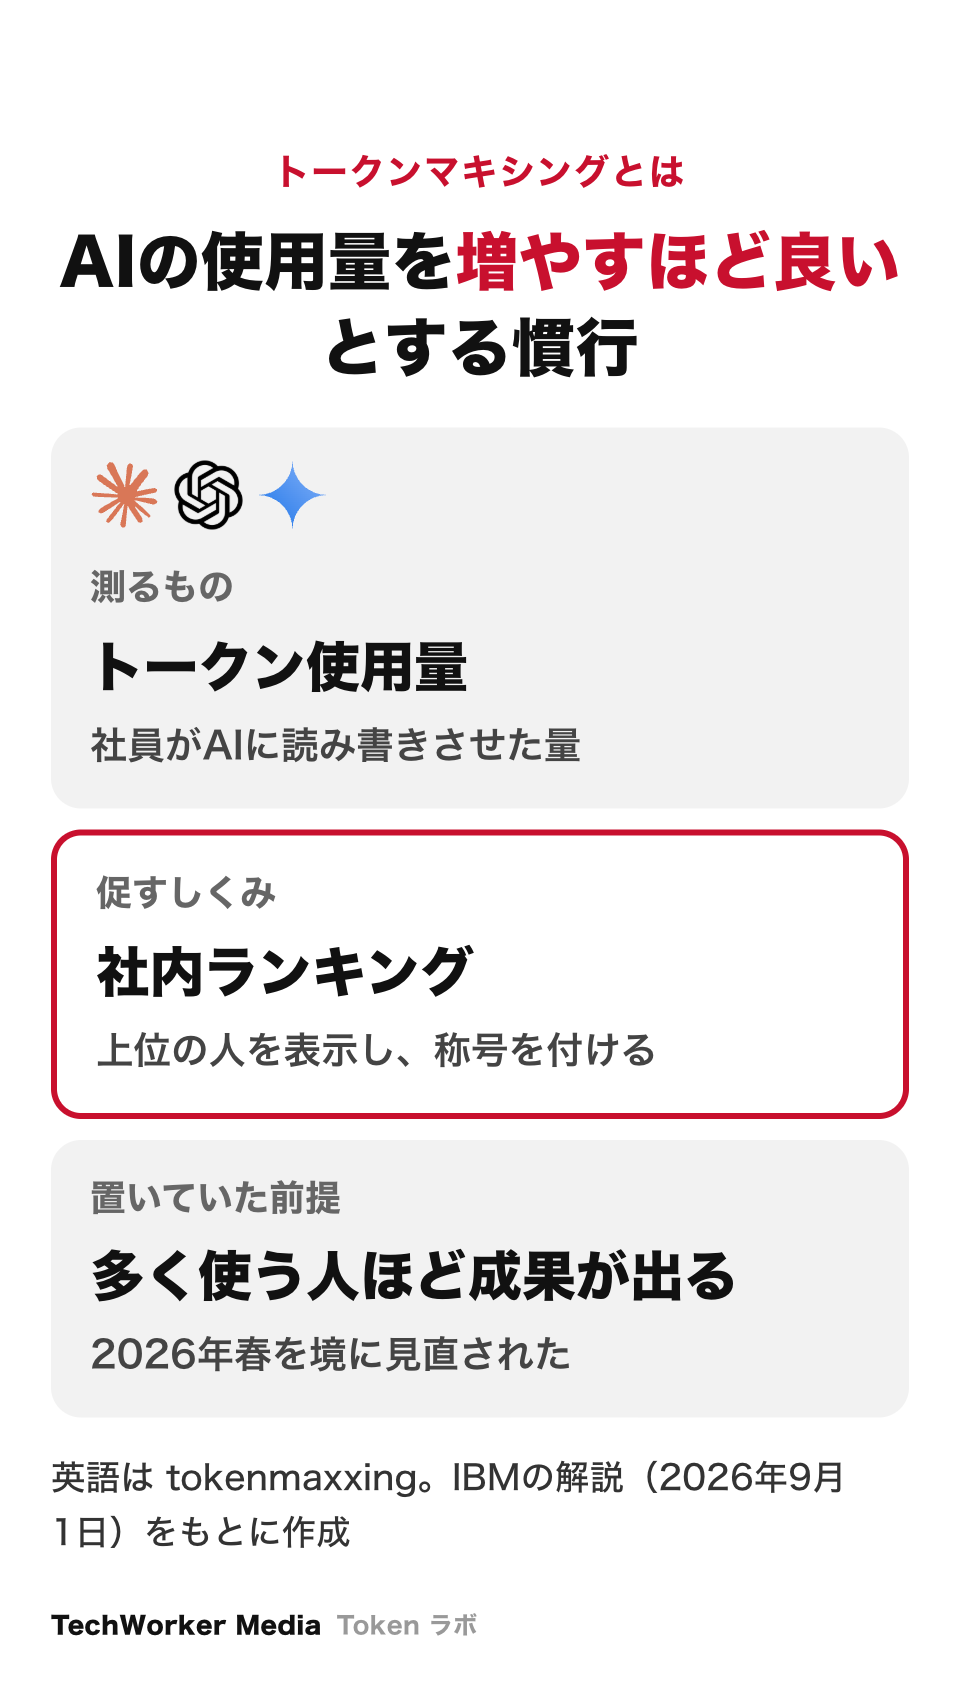 トークンマキシングとは
AIの使用量を増やすほど良い
とする慣行
測るもの
トークン使用量
社員がAIに読み書きさせた量
促すしくみ
社内ランキング
上位の人を表示し、称号を付ける
置いていた前提
多く使う人ほど成果が出る
2026年春を境に見直された
英語は tokenmaxxing。IBMの解説（2026年9月
1日）をもとに作成
TechWorker Media Token ラボ